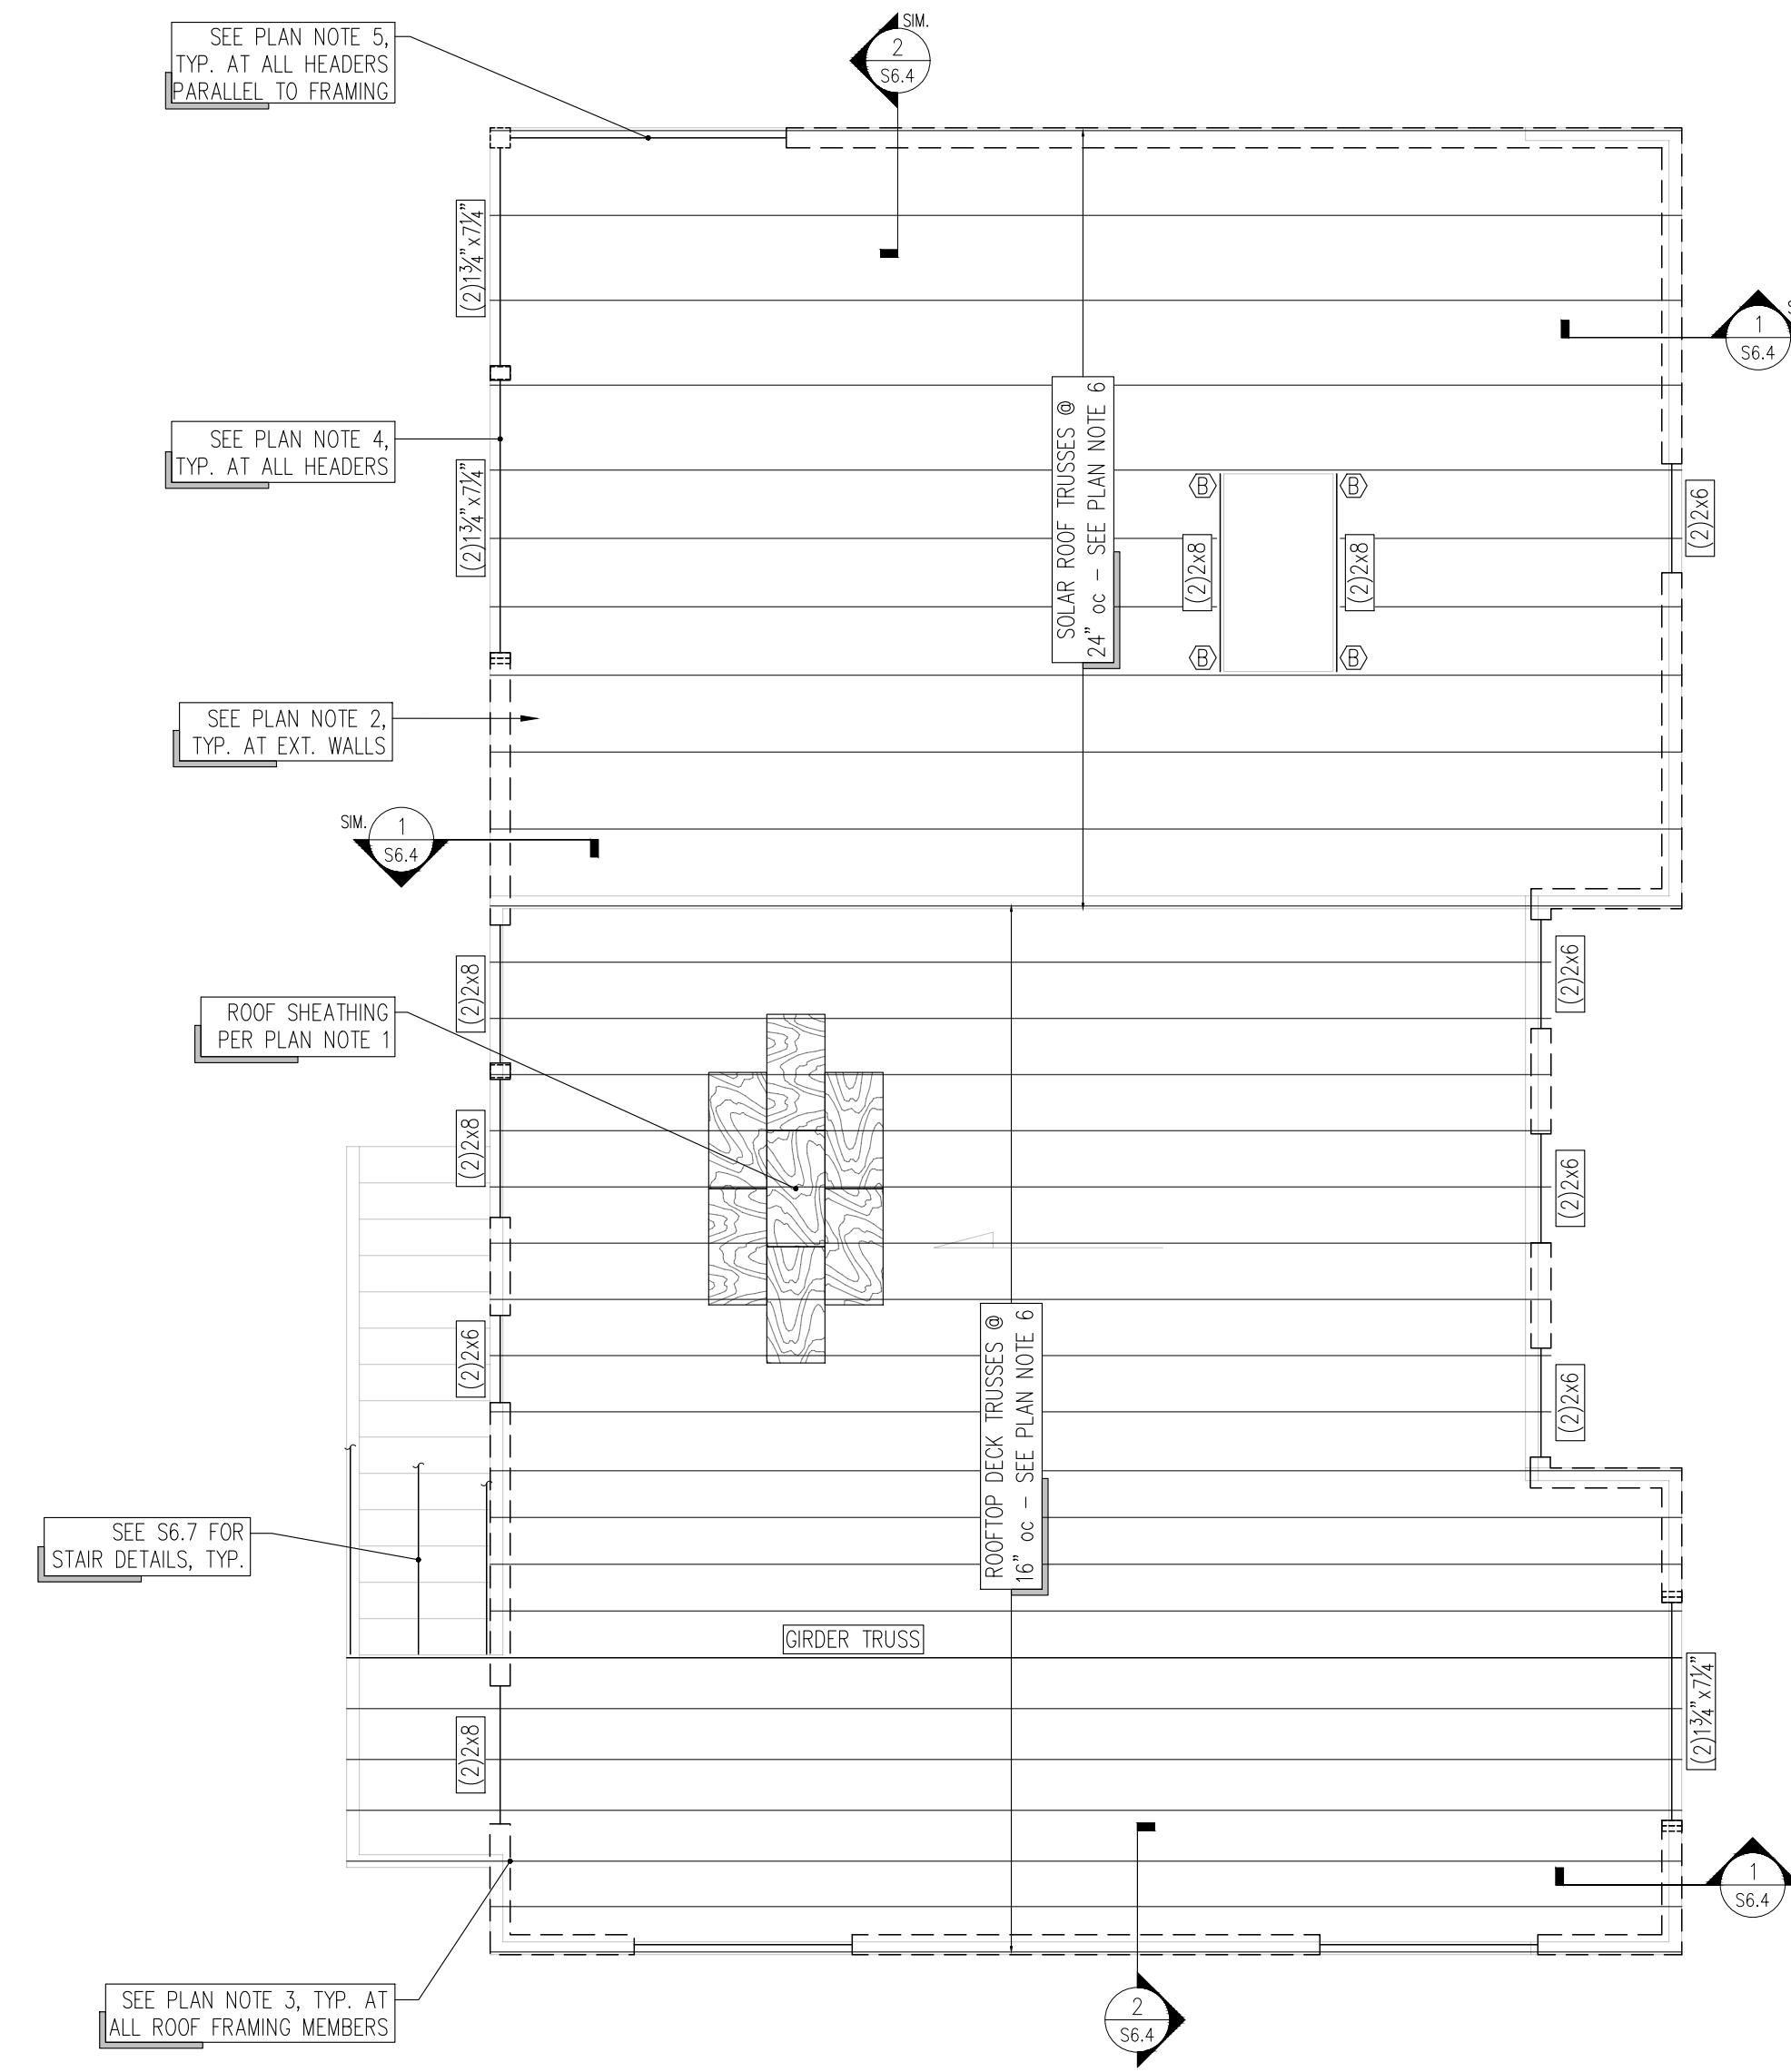 SEE PLAN NOTE 5,
TYP. AT ALL HEADERS
PARALLEL TO FRAMING
SIM.
2
S6.4
(2)1¾"x7¼"
1
S6.4
SEE PLAN NOTE 4,
TYP. AT ALL HEADERS
(2)1¾"x7¼"
SOLAR ROOF TRUSSES @
24" oc - SEE PLAN NOTE 6
B
B
(2)2x8
(2)2x8
B
B
(2)2x6
SEE PLAN NOTE 2,
TYP. AT EXT. WALLS
SIM.
1
S6.4
(2)2x8
(2)2x6
ROOF SHEATHING
PER PLAN NOTE 1
(2)2x8
(2)2x6
(2)2x6
(2)2x6
ROOFTOP DECK TRUSSES @
16" oc - SEE PLAN NOTE 6
SEE S6.7 FOR
STAIR DETAILS, TYP.
GIRDER TRUSS
(2)2x8
(2)1¾"x7¼"
1
S6.4
SEE PLAN NOTE 3, TYP. AT
ALL ROOF FRAMING MEMBERS
2
S6.4